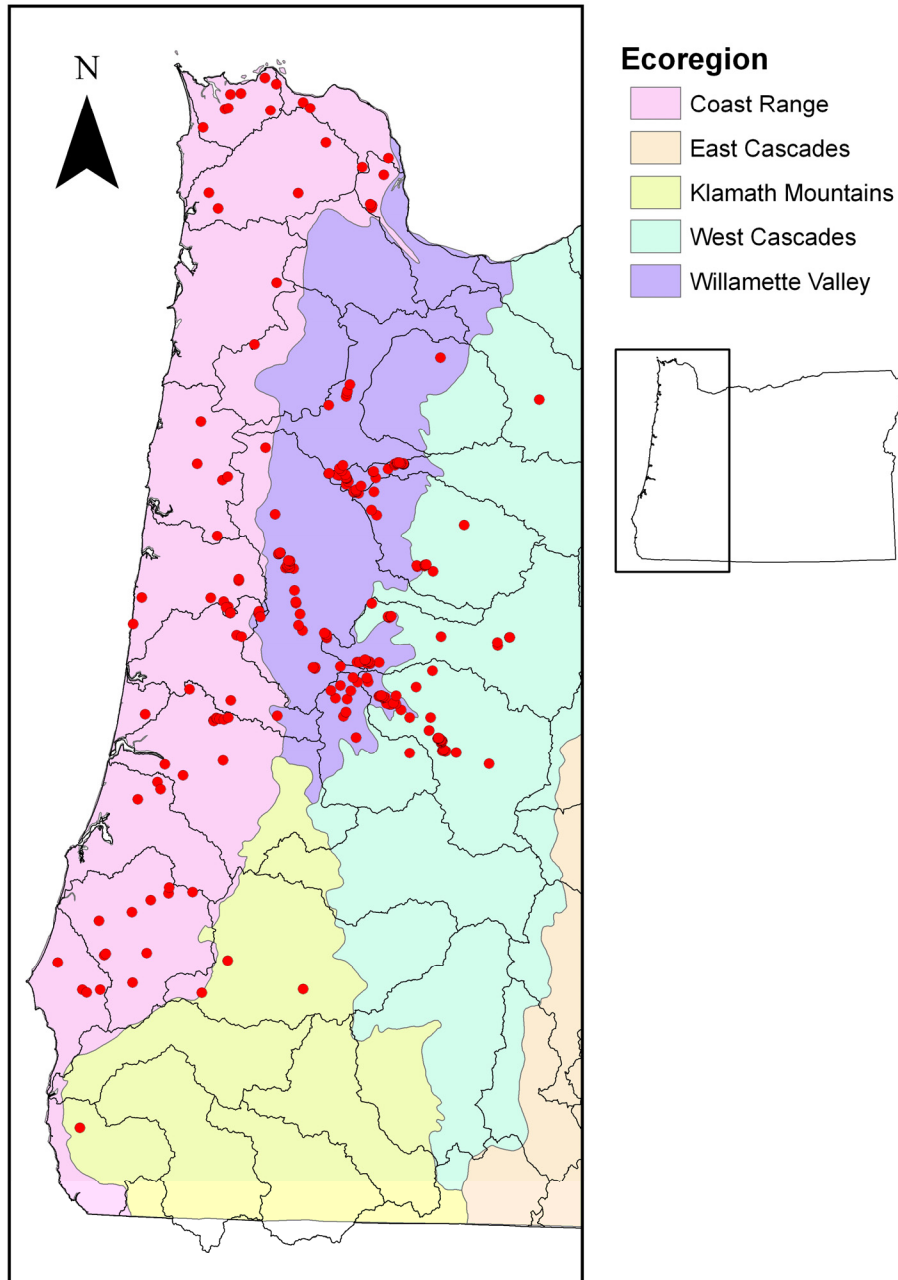 N
Ecoregion
Coast Range
East Cascades
Klamath Mountains
West Cascades
Willamette Valley